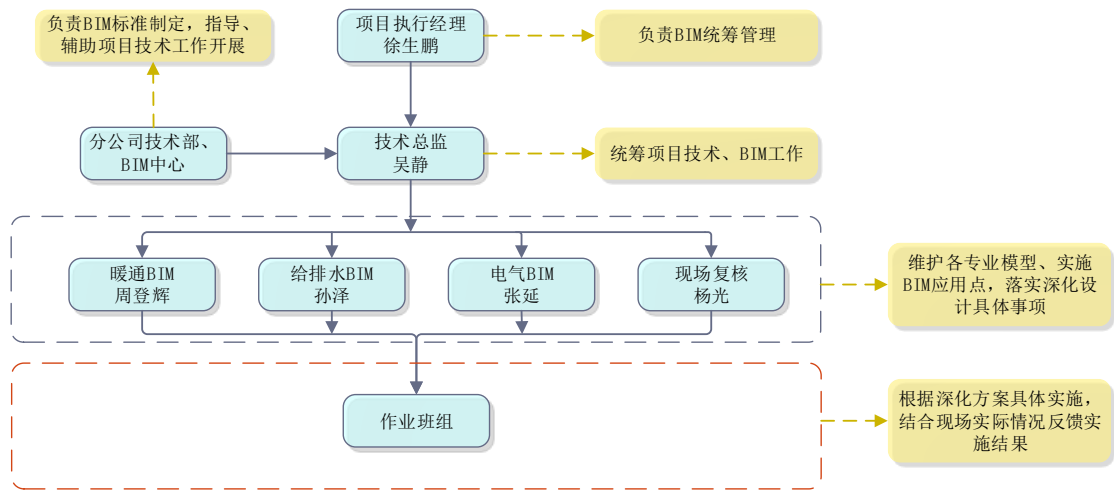 负责BIM标准制定，指导、
辅助项目技术工作开展
项目执行经理
徐生鹏
负责BIM统筹管理
分公司技术部、
BIM中心
技术总监
吴静
统筹项目技术、BIM工作
暖通BIM
周登辉
给排水BIM
孙泽
电气BIM
张延
现场复核
杨光
维护各专业模型、实施
BIM应用点，落实深化设
计具体事项
作业班组
根据深化方案具体实施，
结合现场实际情况反馈实
施结果